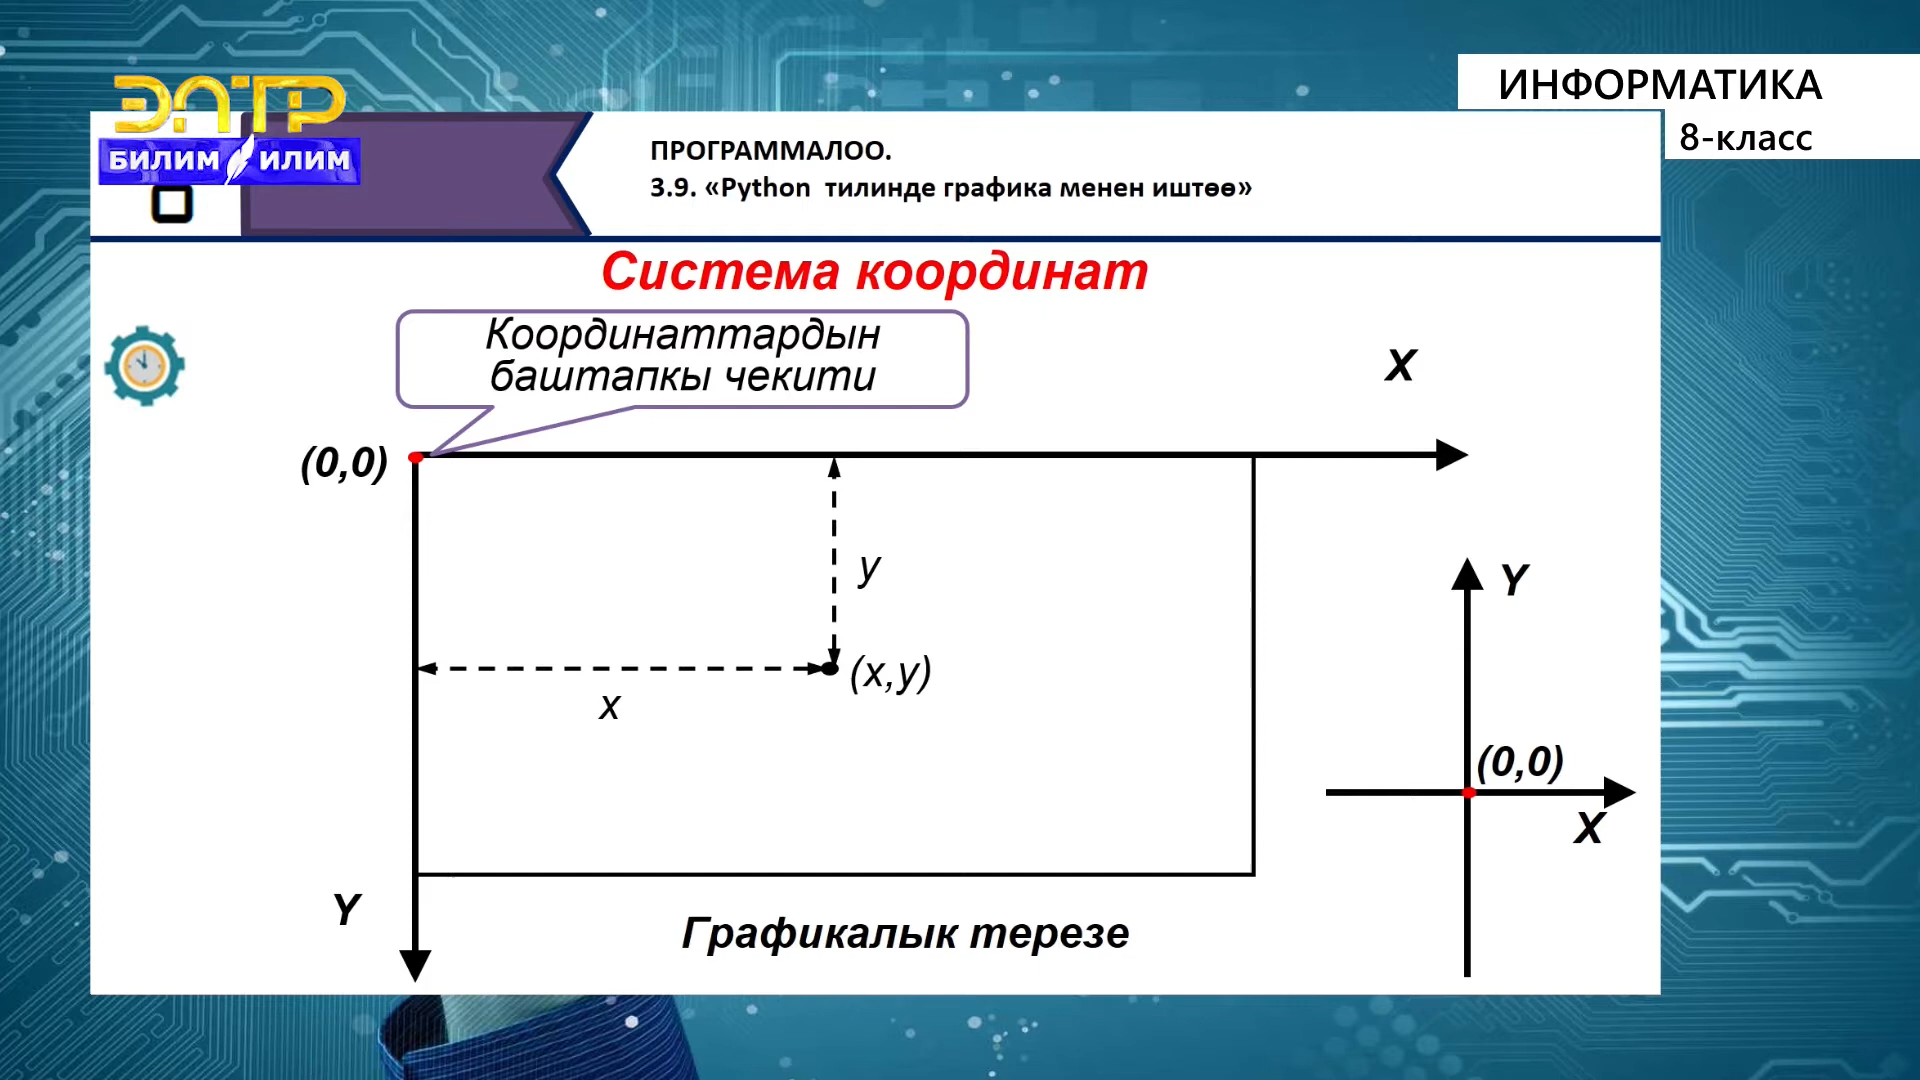 ЭЛТР
БИЛИМ ИЛИМ
ИНФОРМАТИКА
8-класс
ПРОГРАММАЛОО.
3.9. «Python тилинде графика менен иштөө»
Система координат
Координаттардын
баштапкы чекити
X
(0,0)
y
Y
(x,y)
x
(0,0)
X
Y
Графикалык терезе